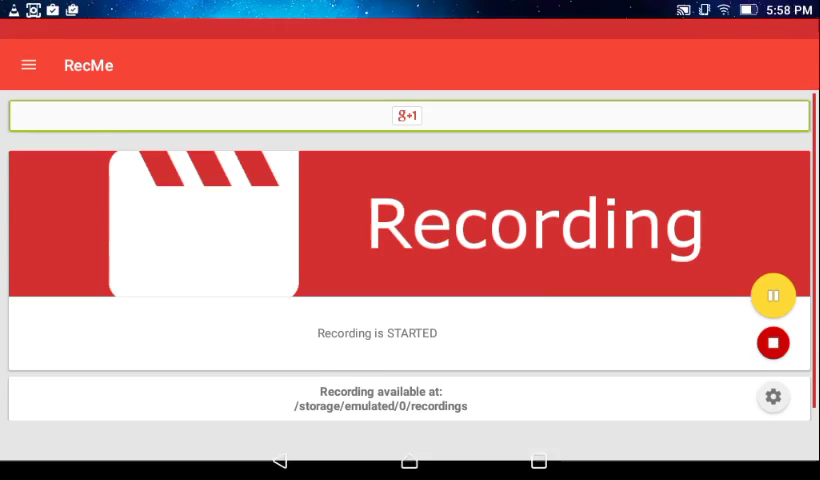 5:58 PM
RecMe
g+1
Recording
Recording is STARTED
Recording available at:
/storage/emulated/0/recordings